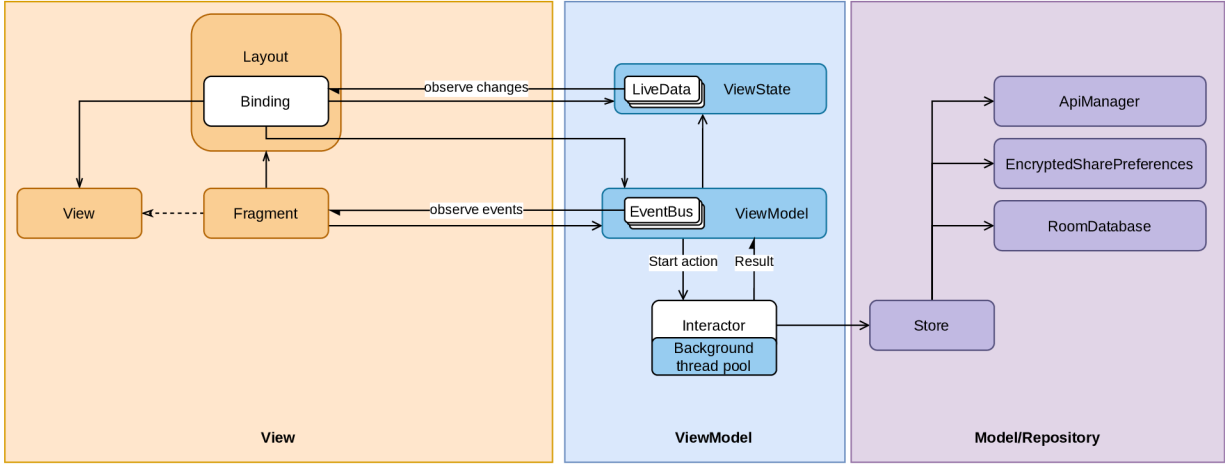 Layout
Binding
View
Fragment
observe changes
observe events
LiveData
ViewState
EventBus
ViewModel
Start action
Result
Interactor
Background
thread pool
ApiManager
EncryptedSharePreferences
RoomDatabase
Store
View
ViewModel
Model/Repository